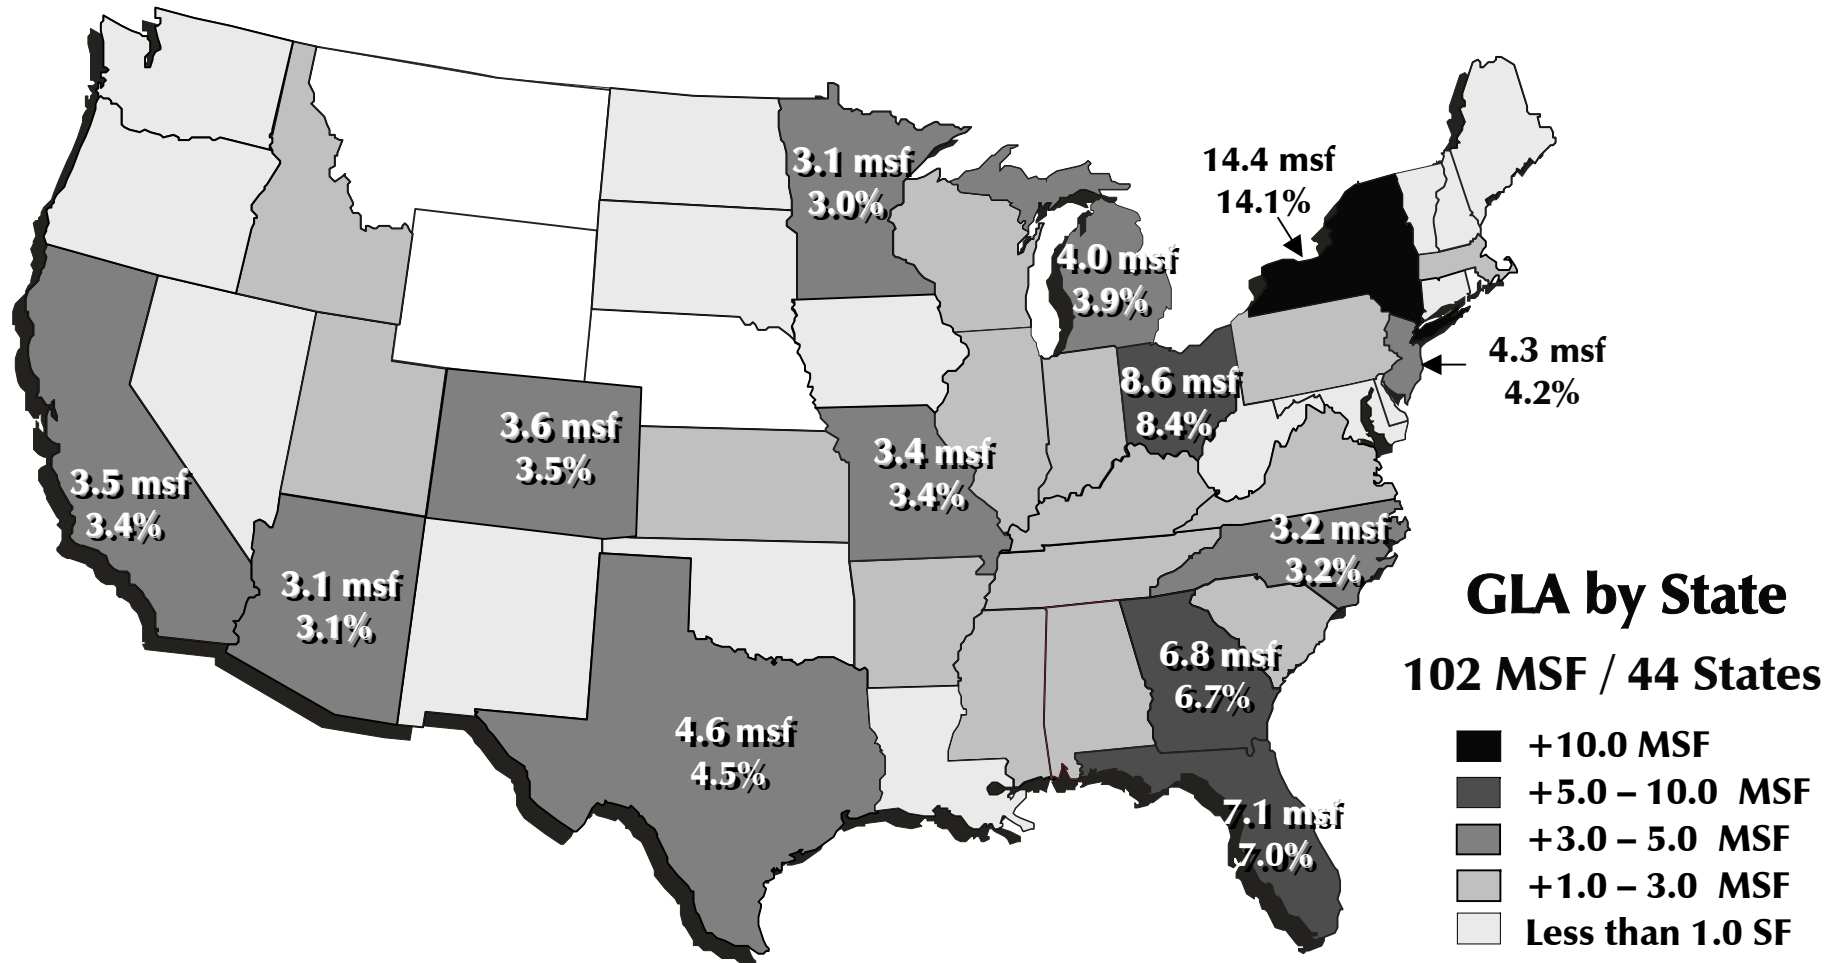 3.1 msf
3.0%
14.4 msf
14.1%
4.0 msf
3.9%
4.3 msf
4.2%
8.6 msf
8.4%
3.6 msf
3.5%
3.4 msf
3.4%
3.5 msf
3.4%
3.2 msf
3.2%
3.1 msf
3.1%
6.8 msf
6.7%
4.6 msf
4.5%
7.1 msf
7.0%
GLA by State
102 MSF / 44 States
+10.0 MSF
+5.0 – 10.0 MSF
+3.0 – 5.0 MSF
+1.0 – 3.0 MSF
Less than 1.0 SF